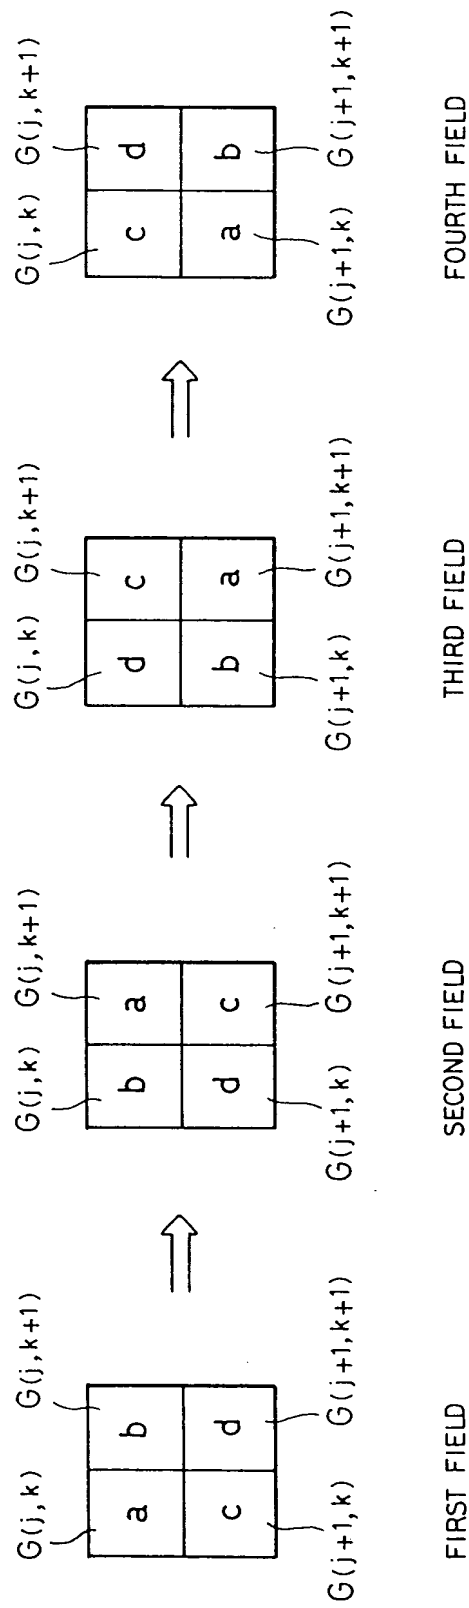 G(j,k) G(j,k+1)
a b
c d
G(j+1,k) G(j+1,k+1)
FIRST FIELD
G(j,k) G(j,k+1)
b a
d c
G(j+1,k) G(j+1,k+1)
SECOND FIELD
G(j,k) G(j,k+1)
d c
b a
G(j+1,k) G(j+1,k+1)
THIRD FIELD
G(j,k) G(j,k+1)
c d
a b
G(j+1,k) G(j+1,k+1)
FOURTH FIELD